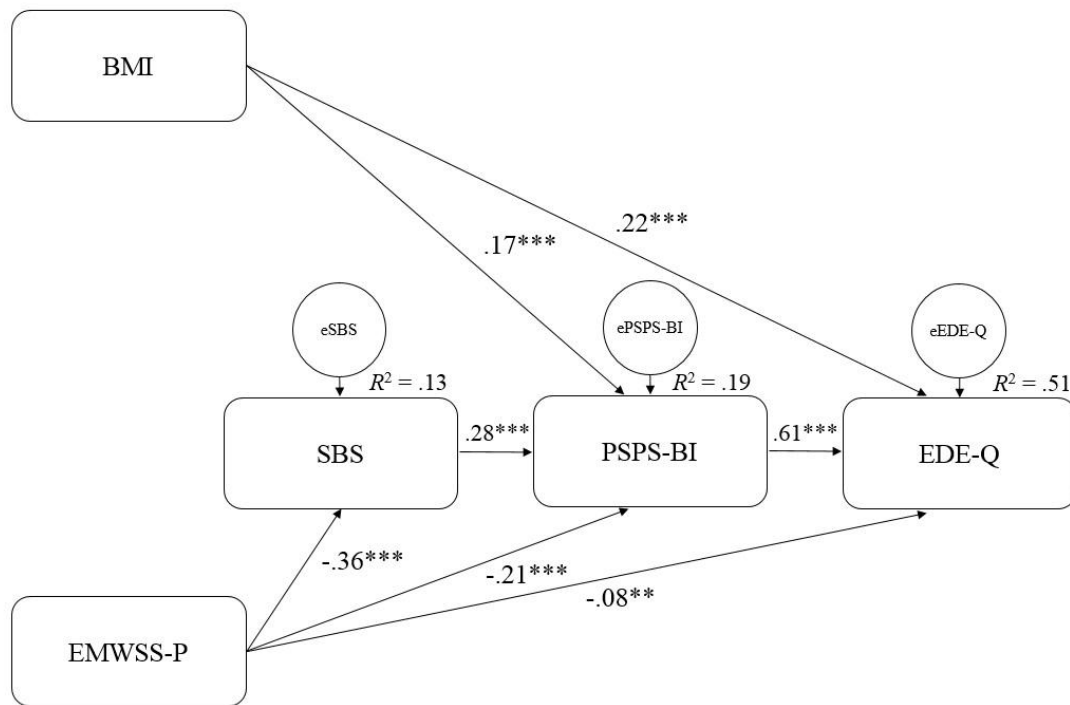 BMI
.22***
.17***
eSBS
ePSPS-BI
eEDE-Q
R² = .13
R² = .19
R² = .51
SBS
.28***
PSPS-BI
.61***
EDE-Q
-.36***
-.21***
-.08**
EMWSS-P